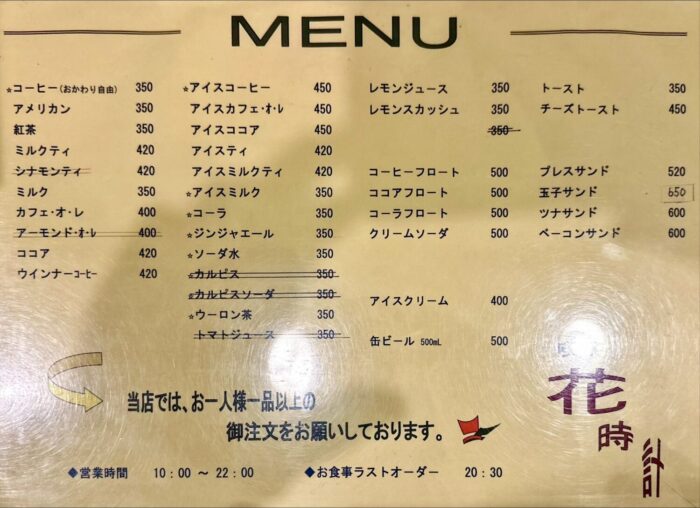 MENU
☆コーヒー(おかわり自由) 350
アメリカン 350
紅茶 350
ミルクティ 420
シナモンティ 420
ミルク 350
カフェ・オ・レ 400
アーモンド・オ・レ 400
ココア 420
ウインナーコーヒー 420
☆アイスコーヒー 450
アイスカフェ・オ・レ 450
アイスココア 450
アイスティ 420
アイスミルクティ 420
☆アイスミルク 350
☆コーラ 350
☆ジンジャエール 350
☆ソーダ水 350
☆カルピス 350
☆カルピスソーダ 350
☆ウーロン茶 350
トマトジュース 350
レモンジュース 350
レモンスカッシュ 350
350
コーヒーフロート 500
ココアフロート 500
コーラフロート 500
クリームソーダ 500
アイスクリーム 400
缶ビール 500mL 500
トースト 350
チーズトースト 450
プレスサンド 520
玉子サンド 650
ツナサンド 600
ベーコンサンド 600
当店では、お一人様一品以上の
御注文をお願いしております。
花時計
◆営業時間 10:00 ~ 22:00 ◆お食事ラストオーダー 20:30